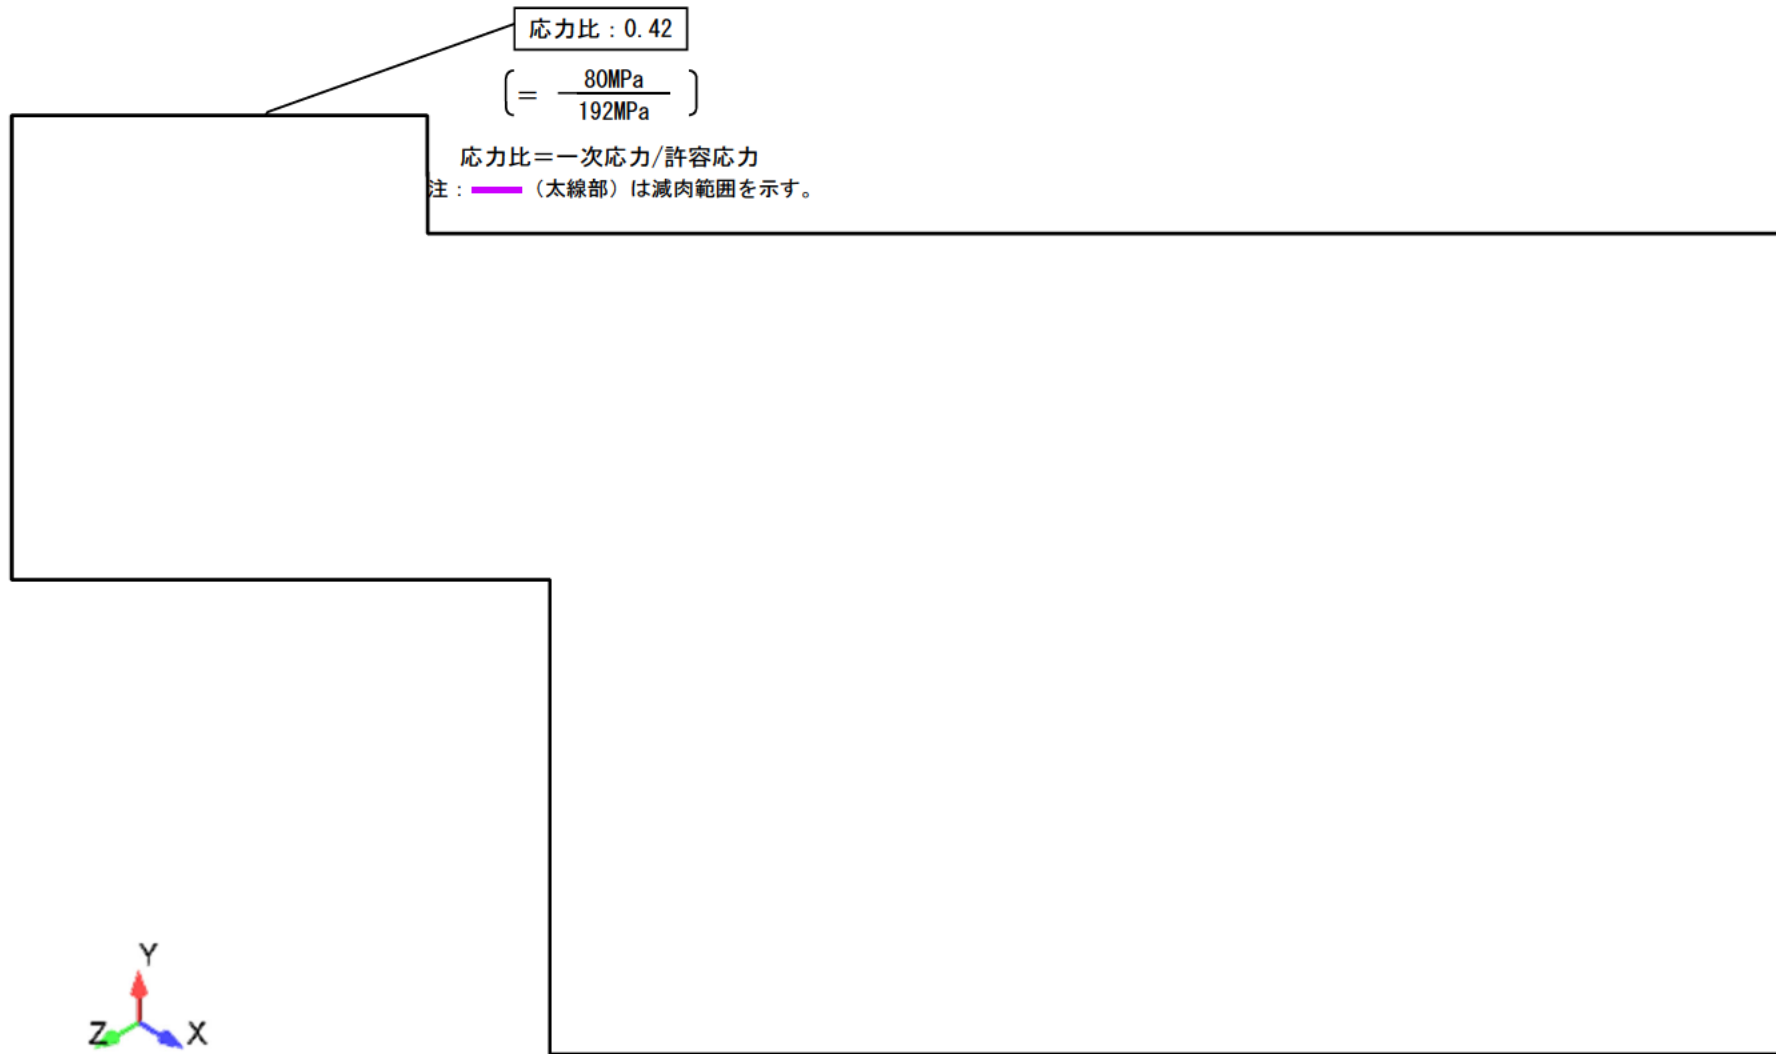 応力比：0.42
＝ 80MPa
192MPa
応力比＝一次応力/許容応力
注：（太線部）は減肉範囲を示す。
Y
Z X